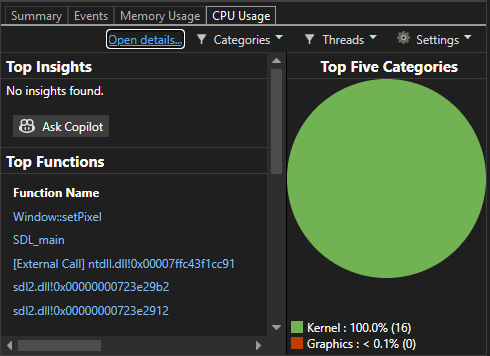 Summary Events Memory Usage CPU Usage
Open details... Categories Threads Settings
Top Insights
No insights found.
Ask Copilot
Top Functions
Function Name
Window::setPixel
SDL_main
[External Call] ntdll.dll!0x00007ffc43f1cc91
sdl2.dll!0x00000000723e29b2
sdl2.dll!0x00000000723e2912
Top Five Categories
Kernel : 100.0% (16)
Graphics : < 0.1% (0)